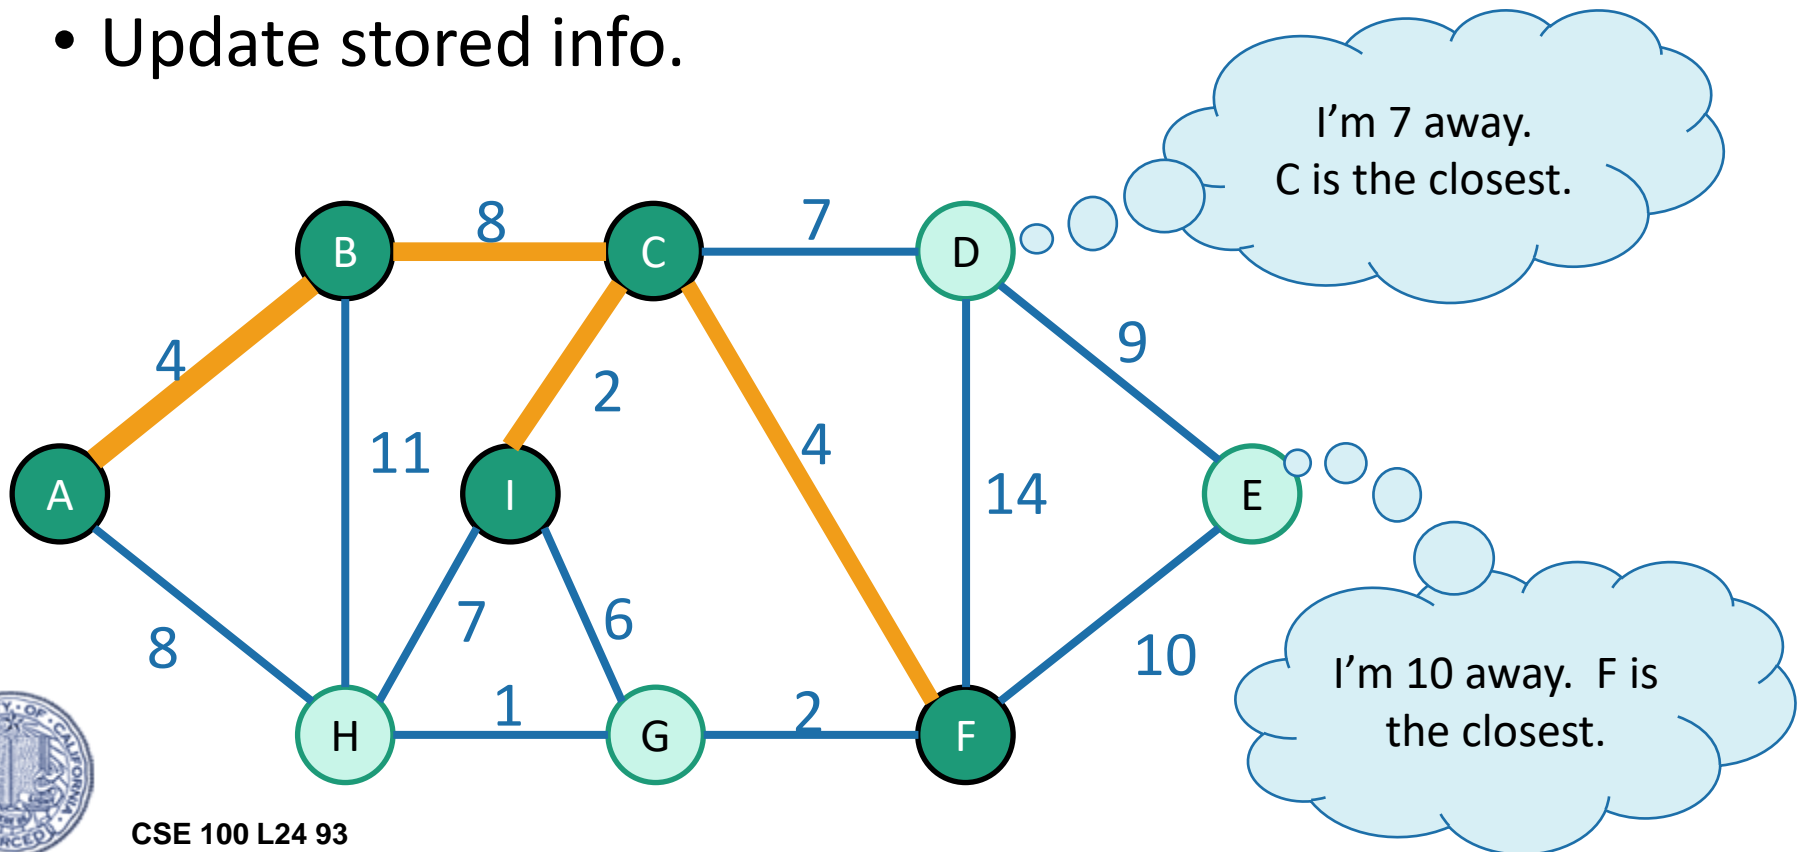 • Update stored info.
I'm 7 away.
C is the closest.
B
8
C
7
D
4
9
2
11
4
A
I
14
E
8
7
6
10
I'm 10 away.  F is
the closest.
H
1
G
2
F
CSE 100 L24 93